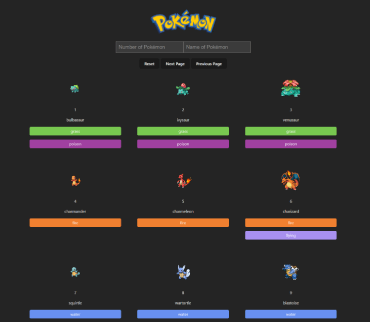 POKéMON
Number of Pokemon Name of Pokemon
Reset Next Page Previous Page
1 2 3
bulbasaur ivysaur venusaur
grass grass grass
poison poison poison
4 5 6
charmander charmeleon charizard
fire fire fire
flying
7 8 9
squirtle wartortle blastoise
water water water